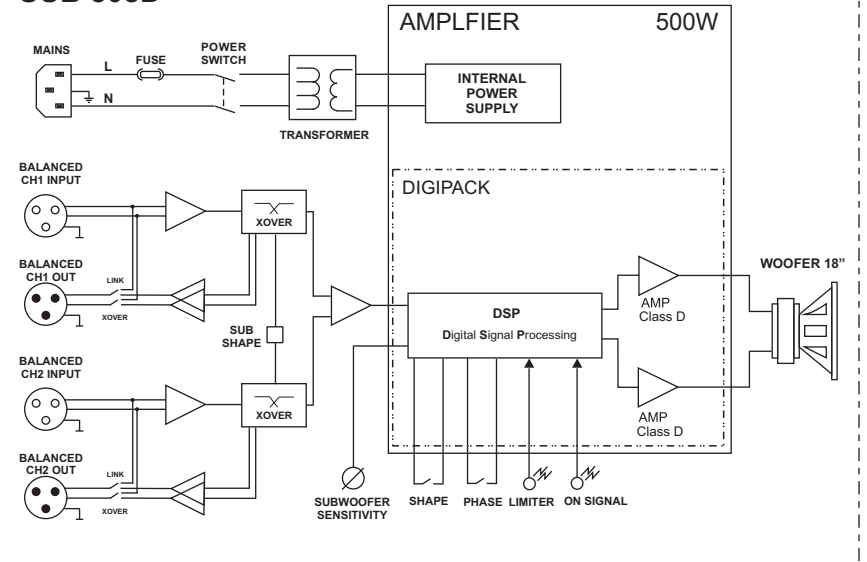 AMPLFIER 500W
MAINS
L
FUSE
POWER
SWITCH
N
TRANSFORMER
INTERNAL
POWER
SUPPLY
BALANCED
CH1 INPUT
XOVER
DIGIPACK
BALANCED
CH1 OUT
LINK
XOVER
SUB
SHAPE
DSP
Digital Signal Processing
AMP
Class D
WOOFER 18”
BALANCED
CH2 INPUT
XOVER
AMP
Class D
BALANCED
CH2 OUT
LINK
XOVER
SUBWOOFER
SENSITIVITY
SHAPE
PHASE
LIMITER
ON SIGNAL